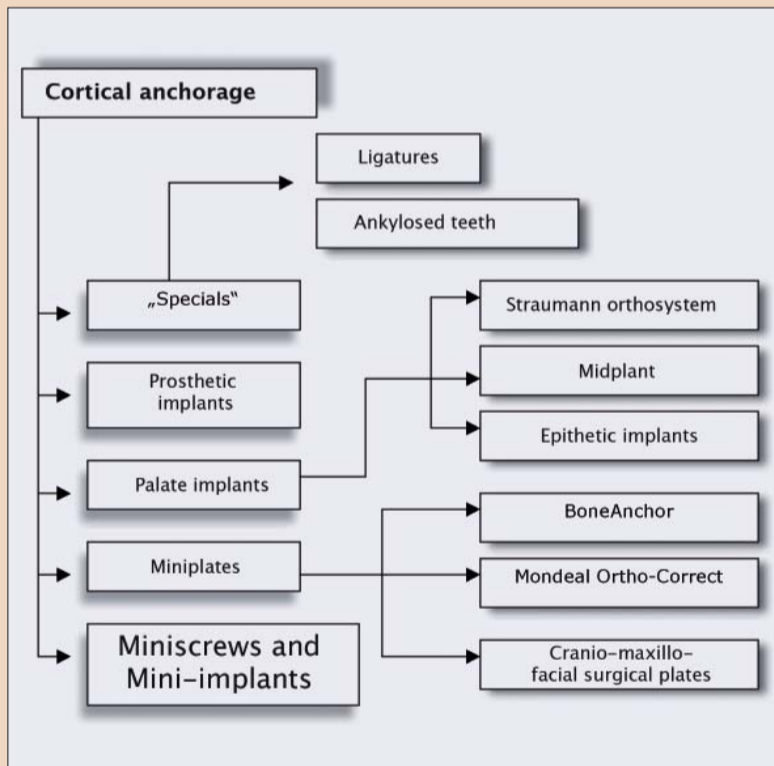 Cortical anchorage
Ligatures
Ankylosed teeth
„Specials“
Straumann orthosystem
Prosthetic
implants
Midplant
Epithetic implants
Palate implants
BoneAnchor
Miniplates
Mondeal Ortho-Correct
Miniscrews and
Mini-implants
Cranio-maxillo-
facial surgical plates